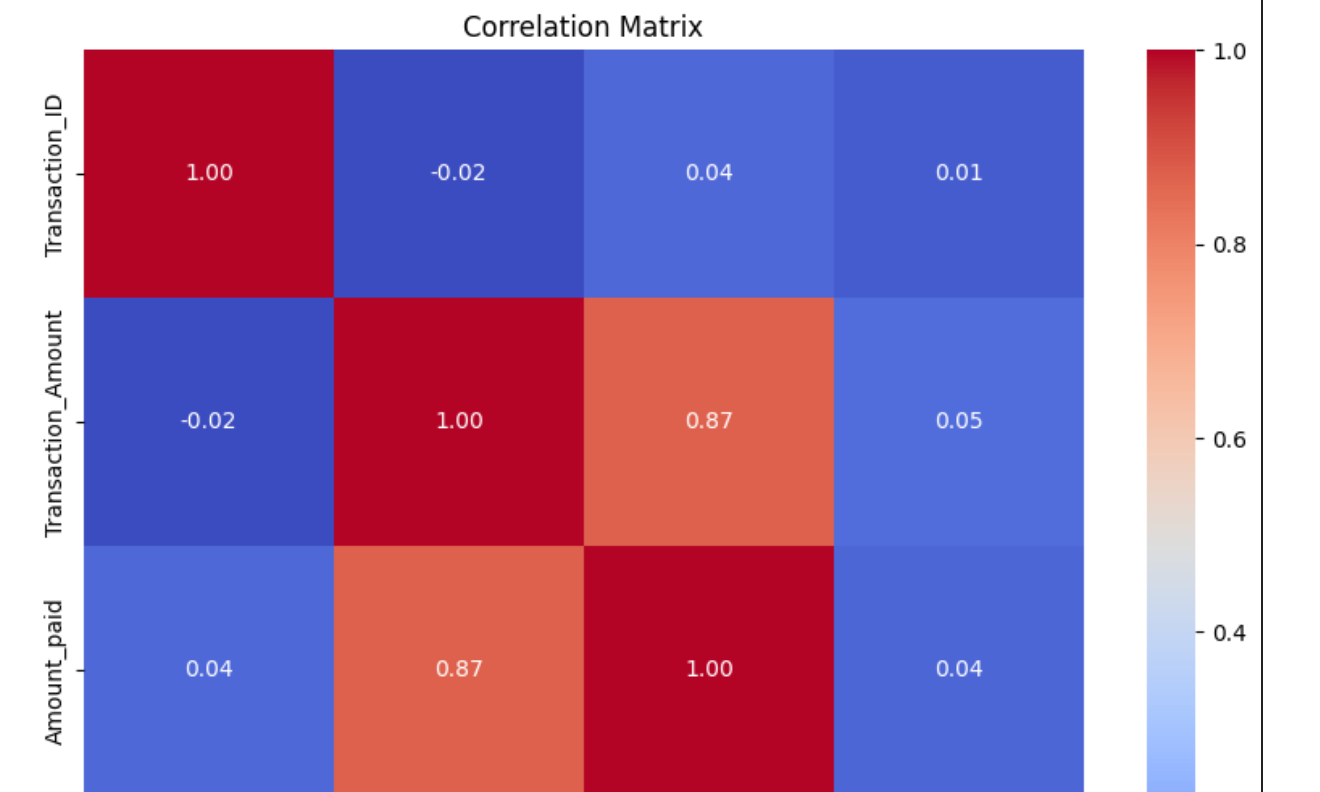 Correlation Matrix
Transaction_ID
1.00 -0.02 0.04 0.01
Transaction_Amount
-0.02 1.00 0.87 0.05
Amount_paid
0.04 0.87 1.00 0.04
1.0
0.8
0.6
0.4